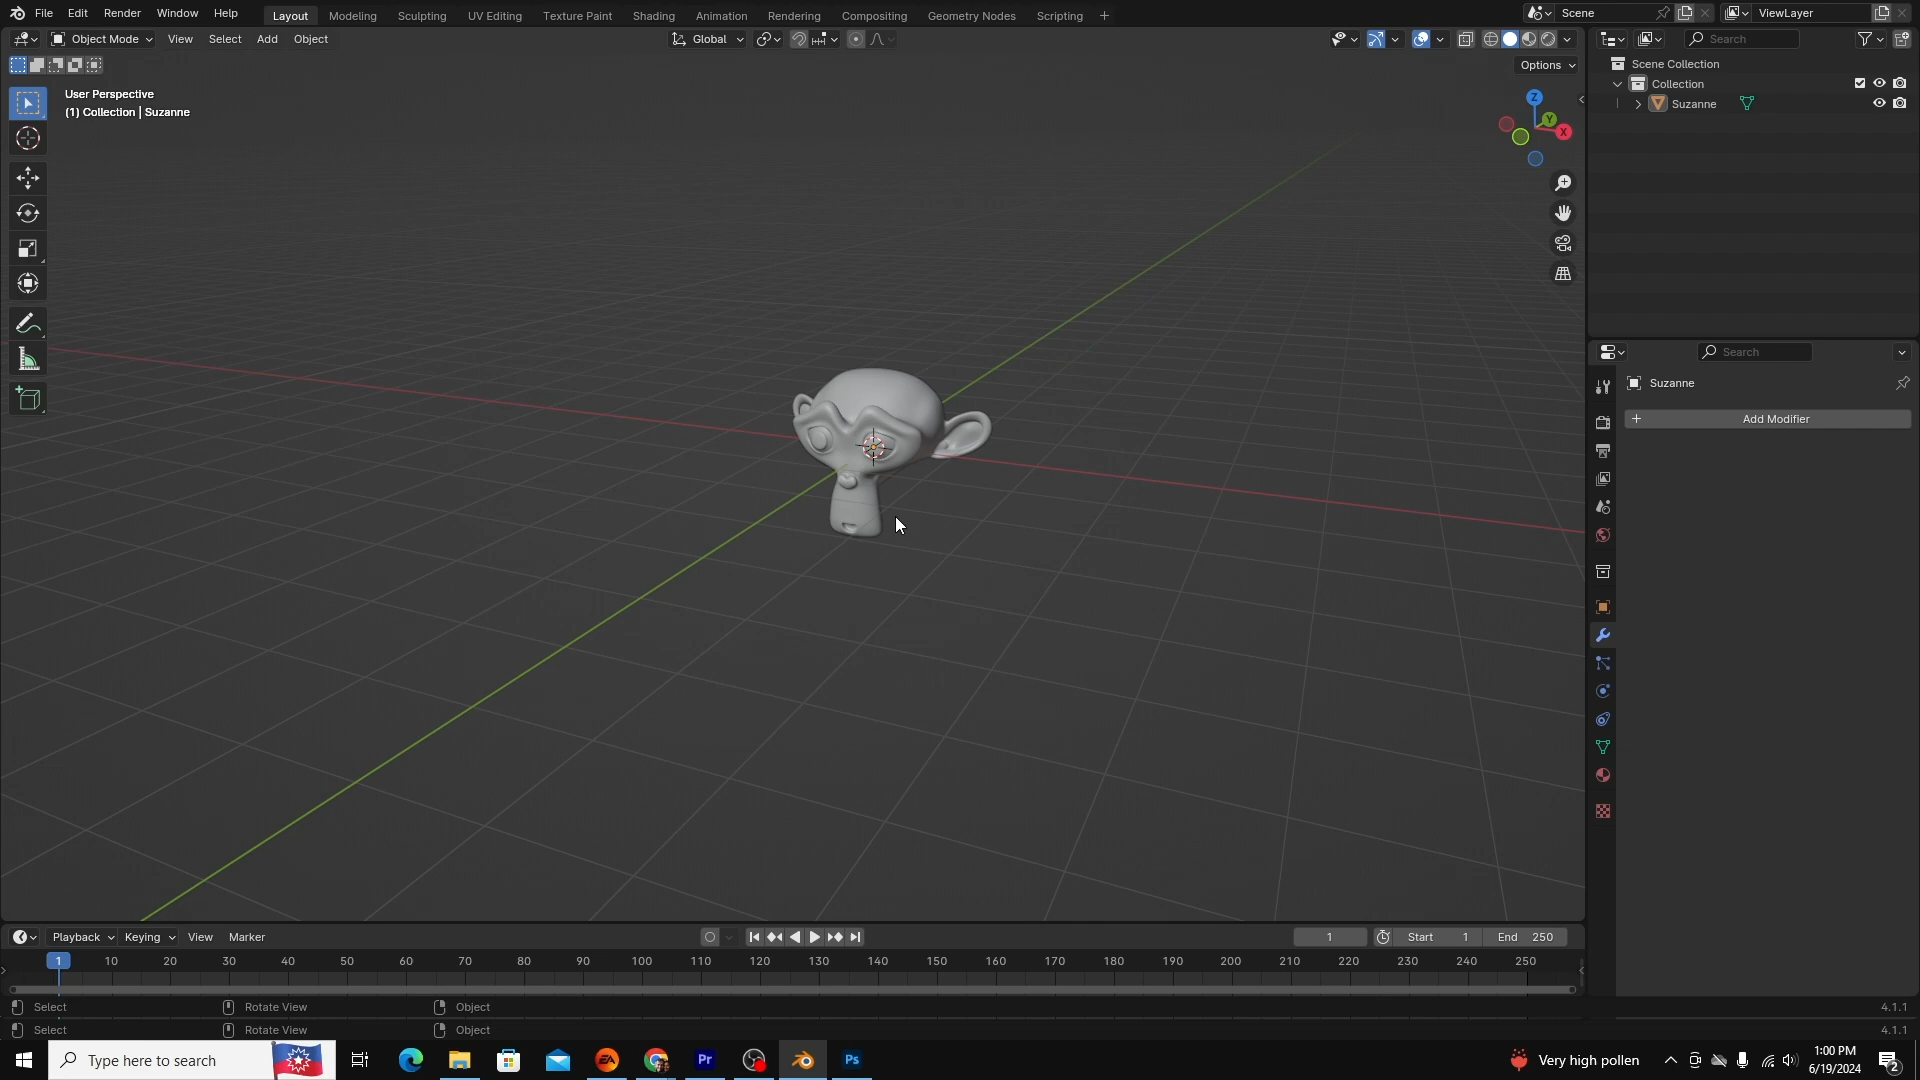 File Edit Render Window Help Layout Modeling Sculpting UV Editing Texture Paint Shading Animation Rendering Compositing Geometry Nodes Scripting + Scene ViewLayer
Object Mode View Select Add Object Global Search
Options
User Perspective
(1) Collection | Suzanne
Z
Y
X
Scene Collection
Collection
Suzanne
Search
Suzanne
+ Add Modifier
Playback Keying View Marker 1 Start 1 End 250
1 10 20 30 40 50 60 70 80 90 100 110 120 130 140 150 160 170 180 190 200 210 220 230 240 250
Select Rotate View Object 4.1.1
Select Rotate View Object 4.1.1
Type here to search
EA
Pr
Ps
Very high pollen
1:00 PM
6/19/2024
2